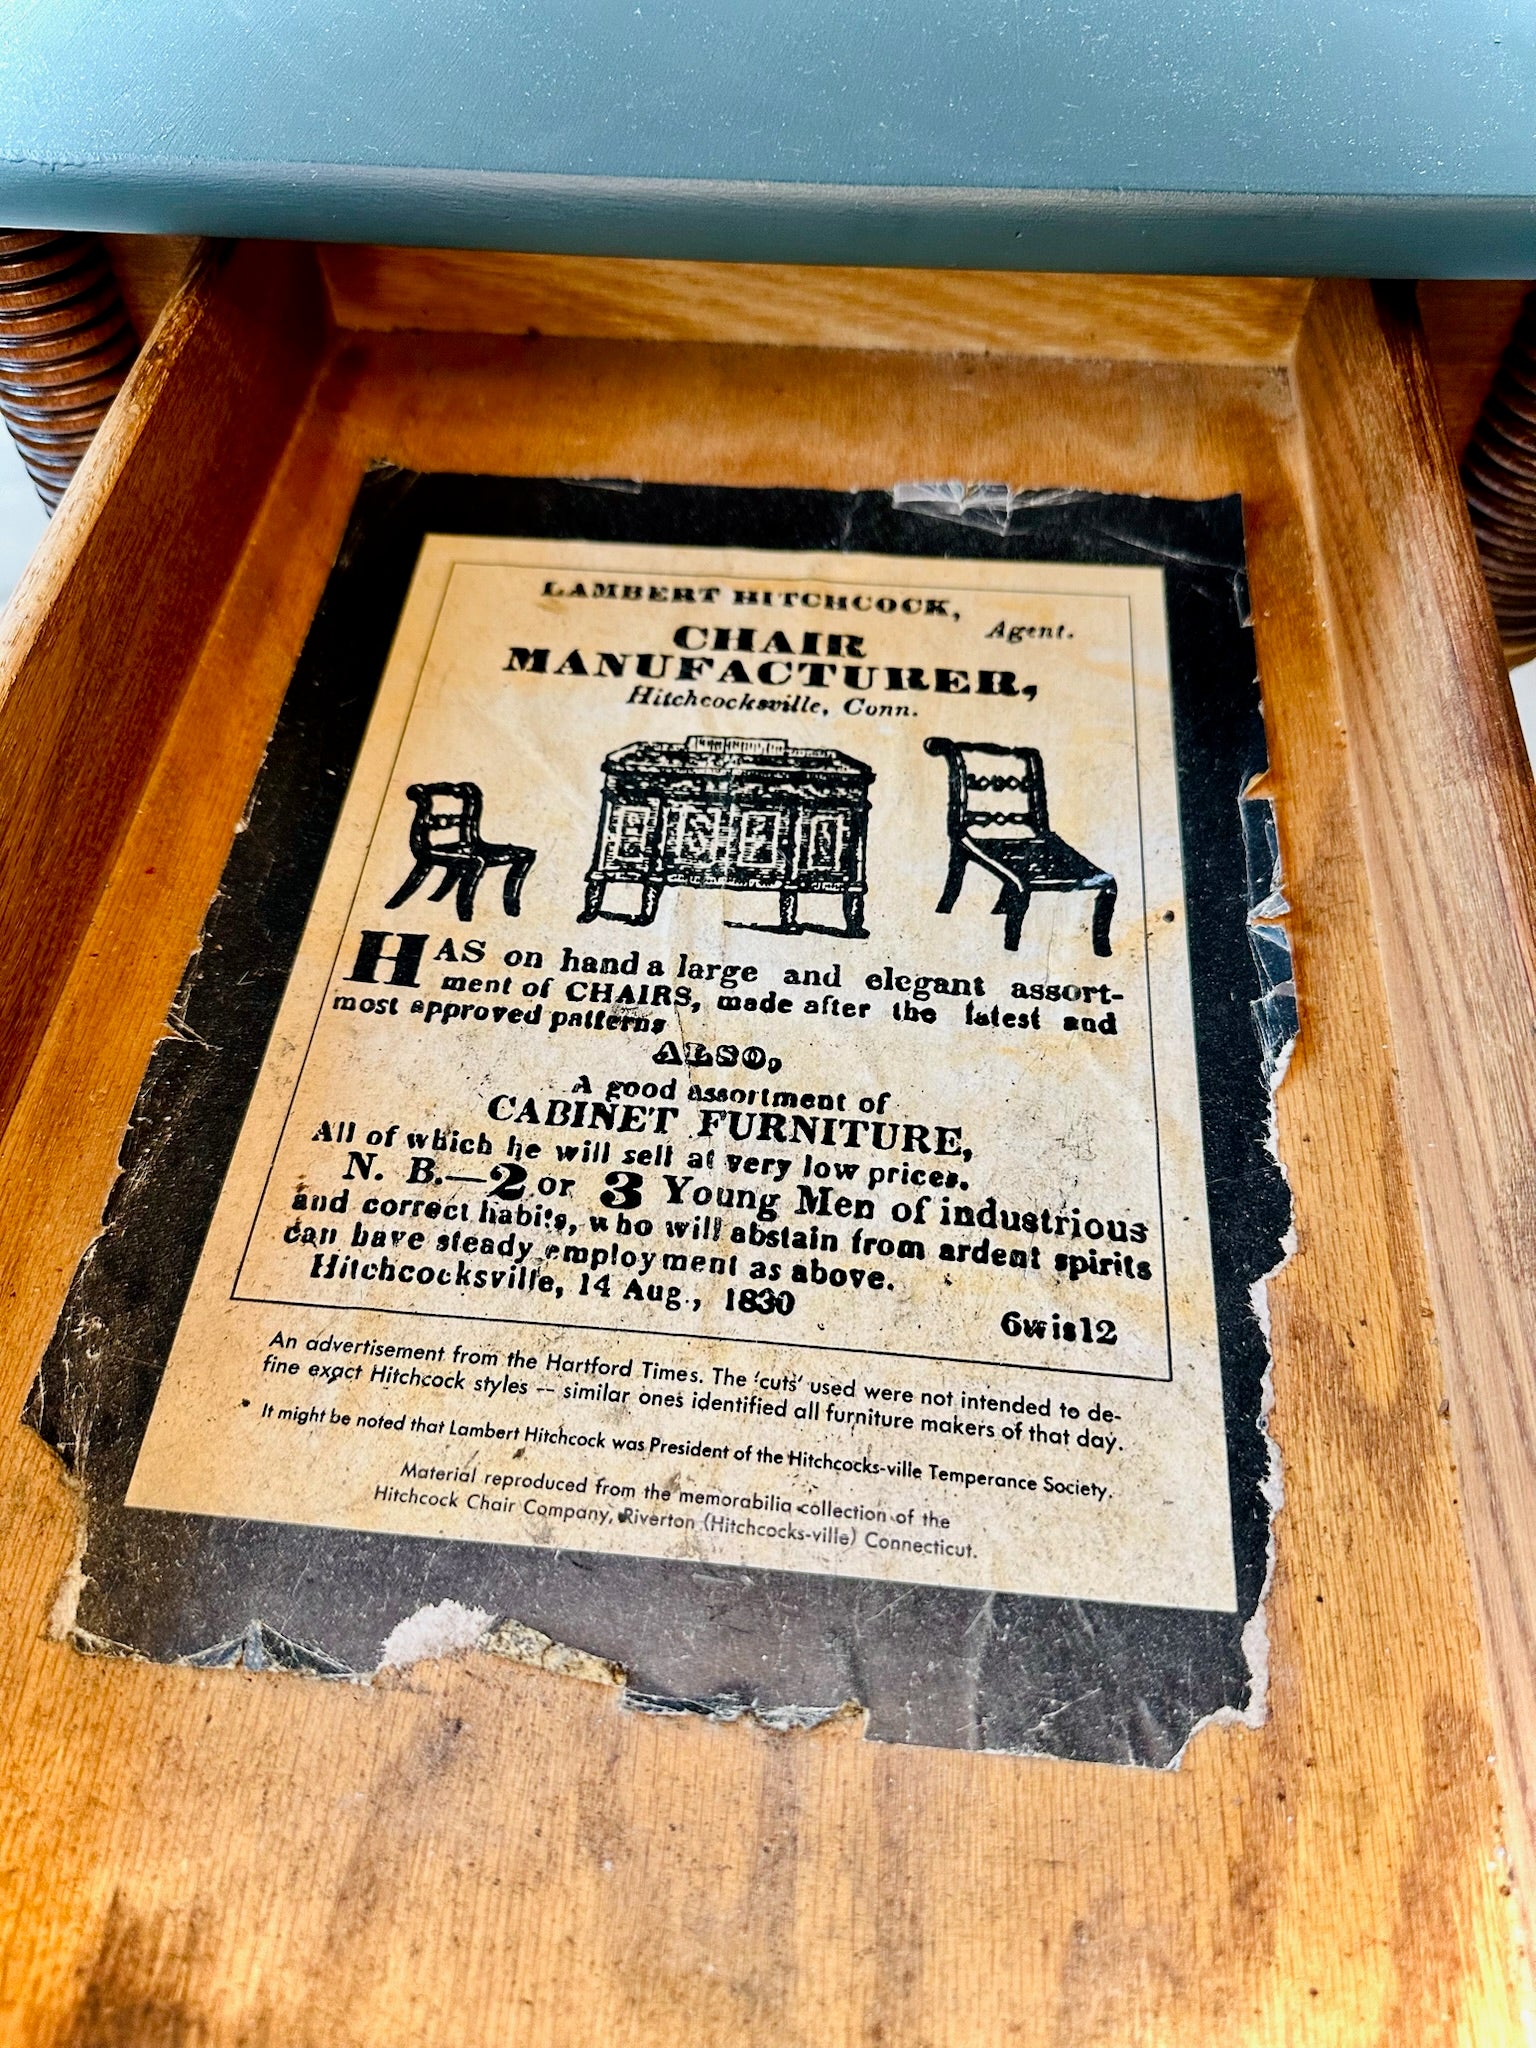 LAMBERT HITCHCOCK,
Agent.
CHAIR
MANUFACTURER,
Hitchcocksville, Conn.
HAS on hand a large and elegant assort-
ment of CHAIRS, made after the latest and
most approved patterns
ALSO,
A good assortment of
CABINET FURNITURE,
All of which he will sell at very low prices.
N. B.—2 or 3 Young Men of industrious
and correct habits, who will abstain from ardent spirits
can have steady employment as above.
Hitchcocksville, 14 Aug., 1830
6wis12
An advertisement from the Hartford Times. The 'cuts' used were not intended to de-
fine exact Hitchcock styles -- similar ones identified all furniture makers of that day.
It might be noted that Lambert Hitchcock was President of the Hitchcocks-ville Temperance Society.
Material reproduced from the memorabilia collection of the
Hitchcock Chair Company, Riverton (Hitchcocks-ville) Connecticut.